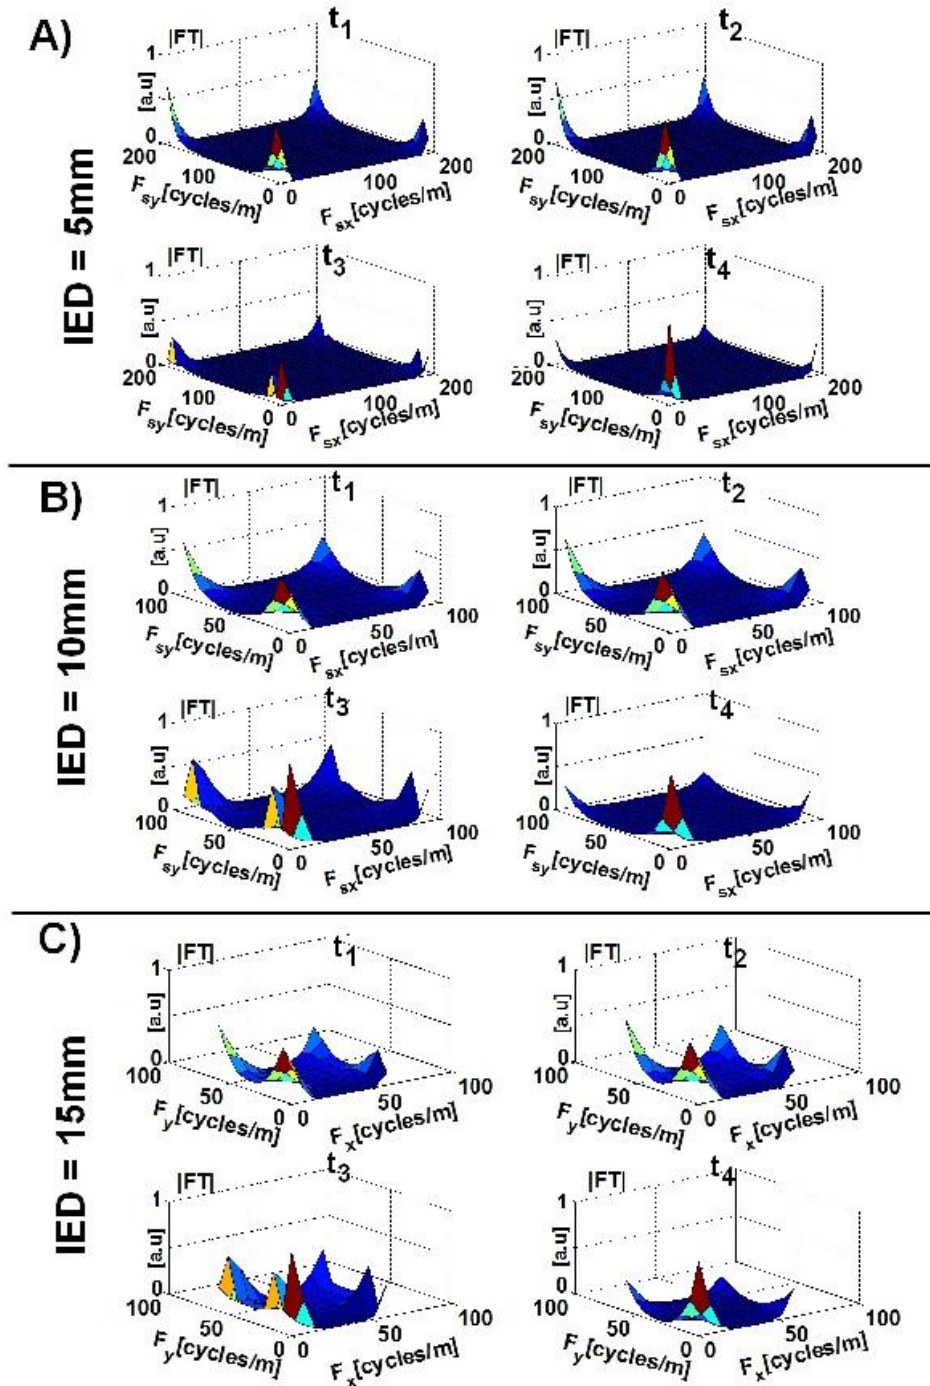 A)
IED = 5mm
t1
|FT|
1
[a.u]
0
200
100
0
Fsy[cycles/m]
0
100
200
Fsx[cycles/m]
t2
|FT|
1
[a.u]
0
200
100
0
Fsy[cycles/m]
0
100
200
Fsx[cycles/m]
t3
|FT|
1
[a.u]
0
200
100
0
Fsy[cycles/m]
0
100
200
Fsx[cycles/m]
t4
|FT|
1
[a.u]
0
200
100
0
Fsy[cycles/m]
0
100
200
Fsx[cycles/m]
B)
IED = 10mm
t1
|FT|
1
[a.u]
0
100
50
0
Fsy[cycles/m]
0
50
100
Fsx[cycles/m]
t2
|FT|
1
[a.u]
0
100
50
0
Fsy[cycles/m]
0
50
100
Fsx[cycles/m]
t3
|FT|
1
[a.u]
0
100
50
0
Fsy[cycles/m]
0
50
100
Fsx[cycles/m]
t4
|FT|
1
[a.u]
0
100
50
0
Fsy[cycles/m]
0
50
100
Fsx[cycles/m]
C)
IED = 15mm
t1
|FT|
1
[a.u]
0
100
50
0
Fy[cycles/m]
0
50
100
Fx[cycles/m]
t2
|FT|
1
[a.u]
0
100
50
0
Fy[cycles/m]
0
50
100
Fx[cycles/m]
t3
|FT|
1
[a.u]
0
100
50
0
Fy[cycles/m]
0
50
100
Fx[cycles/m]
t4
|FT|
1
[a.u]
0
100
50
0
Fy[cycles/m]
0
50
100
Fx[cycles/m]